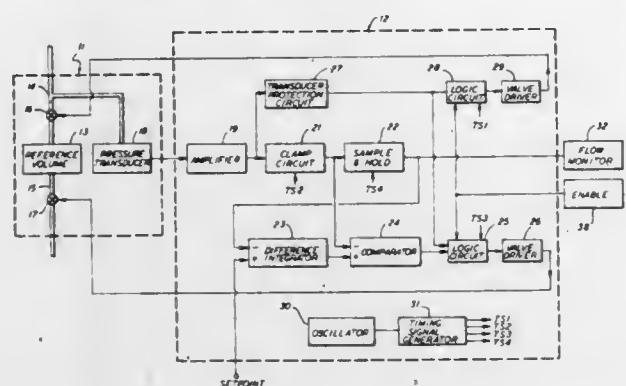 12
11
14
16
13
REFERENCE VOLUME
18
PRESSURE TRANSDUCER
15
17
19
AMPLIFIER
27
TRANSDUCER PROTECTION CIRCUIT
21
CLAMP CIRCUIT
TS2
22
SAMPLE & HOLD
TS4
28
LOGIC CIRCUIT
TS1
29
VALVE DRIVER
32
FLOW MONITOR
ENABLE
38
23
DIFFERENCE INTEGRATOR
24
COMPARATOR
TS3
25
LOGIC CIRCUIT
26
VALVE DRIVER
30
OSCILLATOR
31
TIMING SIGNAL GENERATOR
TS1
TS2
TS3
TS4
SETPOINT